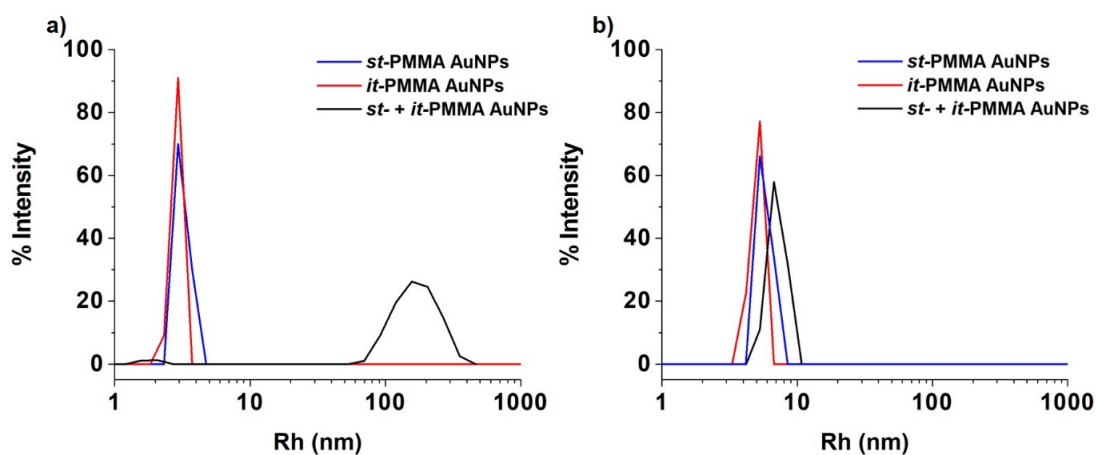 a)
100
80
60
40
20
0
% Intensity
st-PMMA AuNPs
it-PMMA AuNPs
st- + it-PMMA AuNPs
1
10
100
1000
Rh (nm)
b)
100
80
60
40
20
0
% Intensity
st-PMMA AuNPs
it-PMMA AuNPs
st- + it-PMMA AuNPs
1
10
100
1000
Rh (nm)